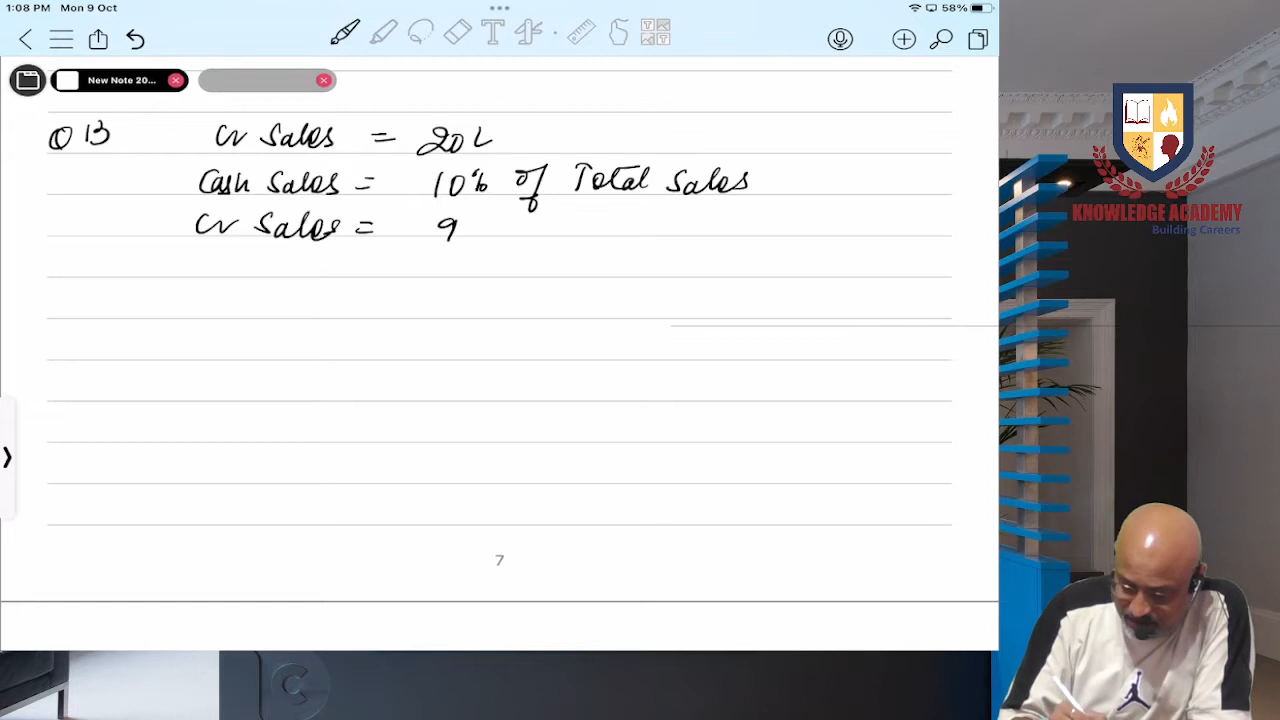 1:08 PM Mon 9 Oct
58%
New Note 20...
Q 13 Cr Sales = 20 L
Cash Sales = 10% of Total Sales
Cr Sales = 9
7
KNOWLEDGE ACADEMY
Building Careers